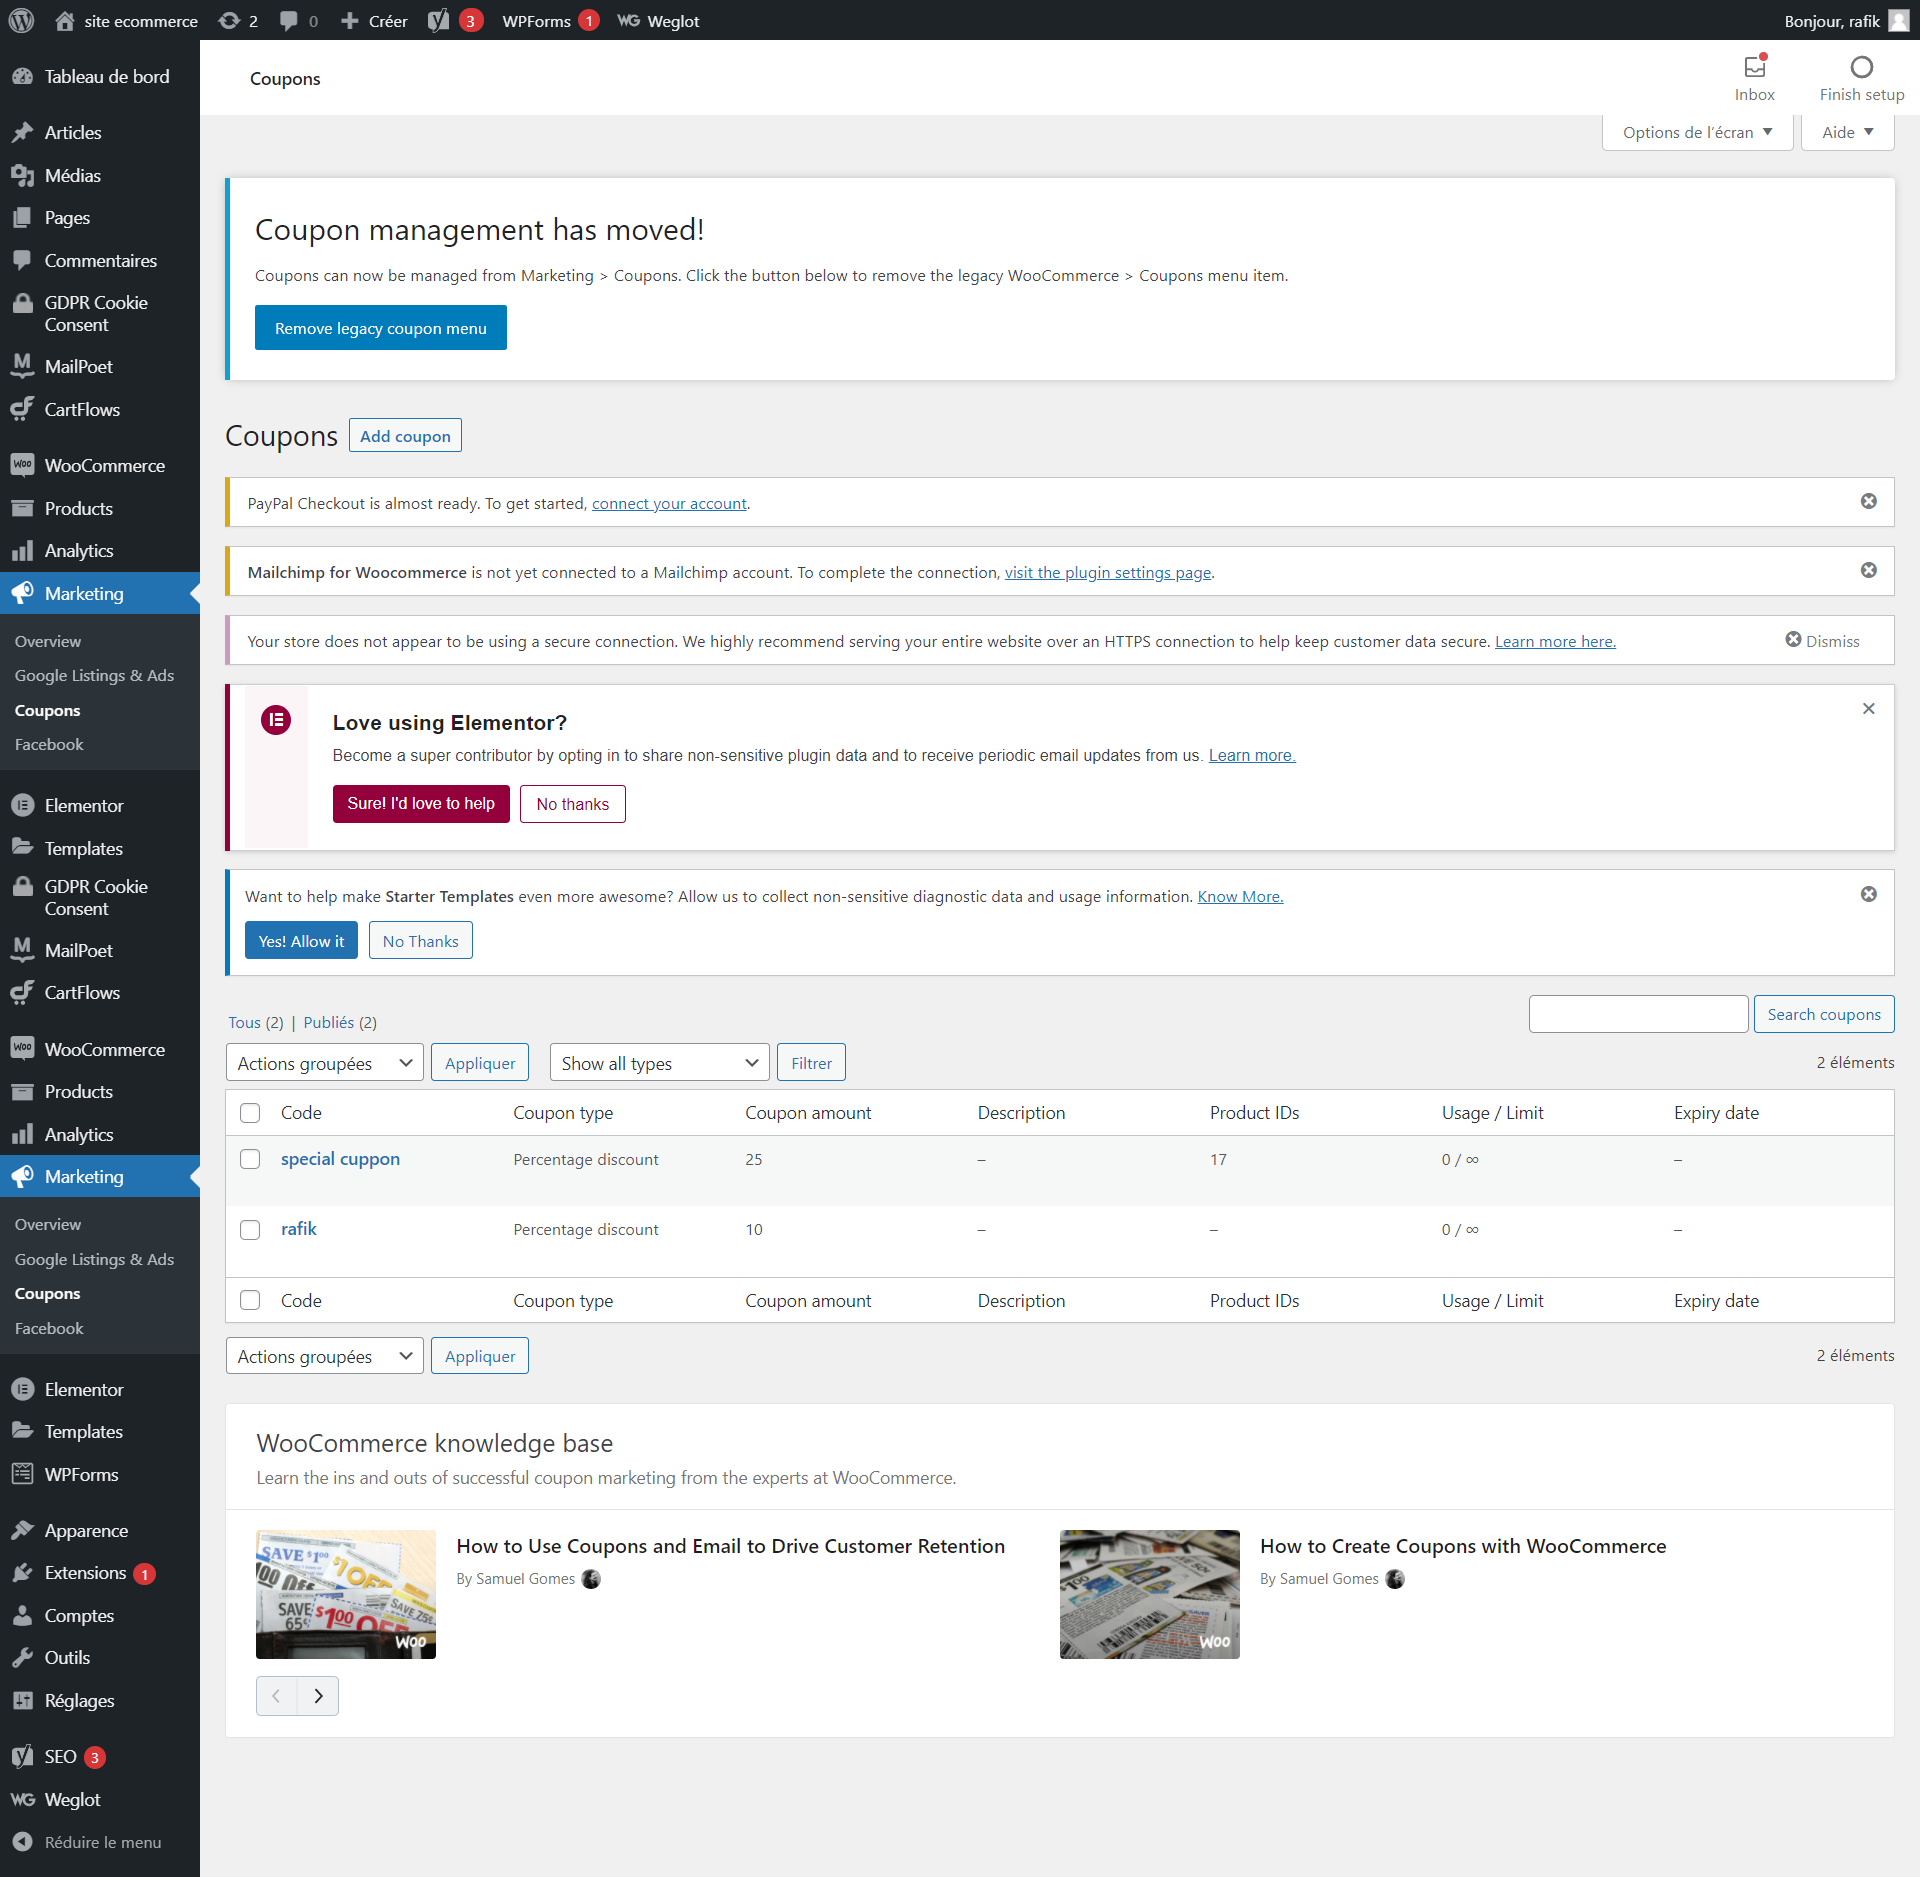 site ecommerce
2
0
Créer
3
WPForms
1
Weglot
Bonjour, rafik
Tableau de bord
Articles
Médias
Pages
Commentaires
GDPR Cookie
Consent
MailPoet
CartFlows
WooCommerce
Products
Analytics
Marketing
Overview
Google Listings & Ads
Coupons
Facebook
Elementor
Templates
GDPR Cookie
Consent
MailPoet
CartFlows
WooCommerce
Products
Analytics
Marketing
Overview
Google Listings & Ads
Coupons
Facebook
Elementor
Templates
WPForms
Apparence
Extensions 1
Comptes
Outils
Réglages
SEO 3
Weglot
Réduire le menu
Coupons
Inbox
Finish setup
Options de l'écran
Aide
Coupon management has moved!
Coupons can now be managed from Marketing > Coupons. Click the button below to remove the legacy WooCommerce > Coupons menu item.
Remove legacy coupon menu
Coupons
Add coupon
PayPal Checkout is almost ready. To get started, connect your account.
Mailchimp for Woocommerce is not yet connected to a Mailchimp account. To complete the connection, visit the plugin settings page.
Your store does not appear to be using a secure connection. We highly recommend serving your entire website over an HTTPS connection to help keep customer data secure. Learn more here.
Dismiss
Love using Elementor?
Become a super contributor by opting in to share non-sensitive plugin data and to receive periodic email updates from us. Learn more.
Sure! I'd love to help
No thanks
Want to help make Starter Templates even more awesome? Allow us to collect non-sensitive diagnostic data and usage information. Know More.
Yes! Allow it
No Thanks
Tous (2) | Publiés (2)
Search coupons
Actions groupées
Appliquer
Show all types
Filtrer
2 éléments
Code Coupon type Coupon amount Description Product IDs Usage / Limit Expiry date
special cuppon Percentage discount 25 – 17 0 / ∞ –
rafik Percentage discount 10 – – 0 / ∞ –
Code Coupon type Coupon amount Description Product IDs Usage / Limit Expiry date
Actions groupées
Appliquer
2 éléments
WooCommerce knowledge base
Learn the ins and outs of successful coupon marketing from the experts at WooCommerce.
SAVE $1.00
SAVE 65¢
$1.00 OFF
SAVE 75¢
Woo
How to Use Coupons and Email to Drive Customer Retention
By Samuel Gomes
Woo
How to Create Coupons with WooCommerce
By Samuel Gomes